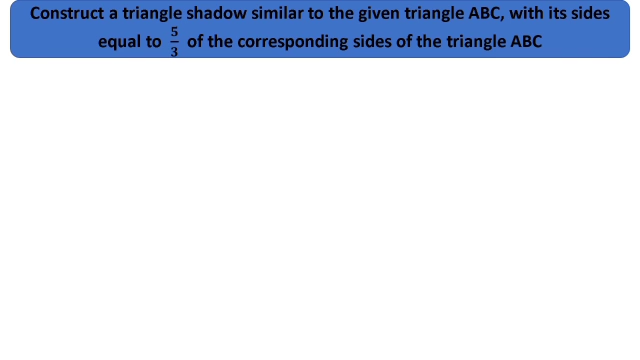 Construct a triangle shadow similar to the given triangle ABC, with its sides
equal to 5/3 of the corresponding sides of the triangle ABC